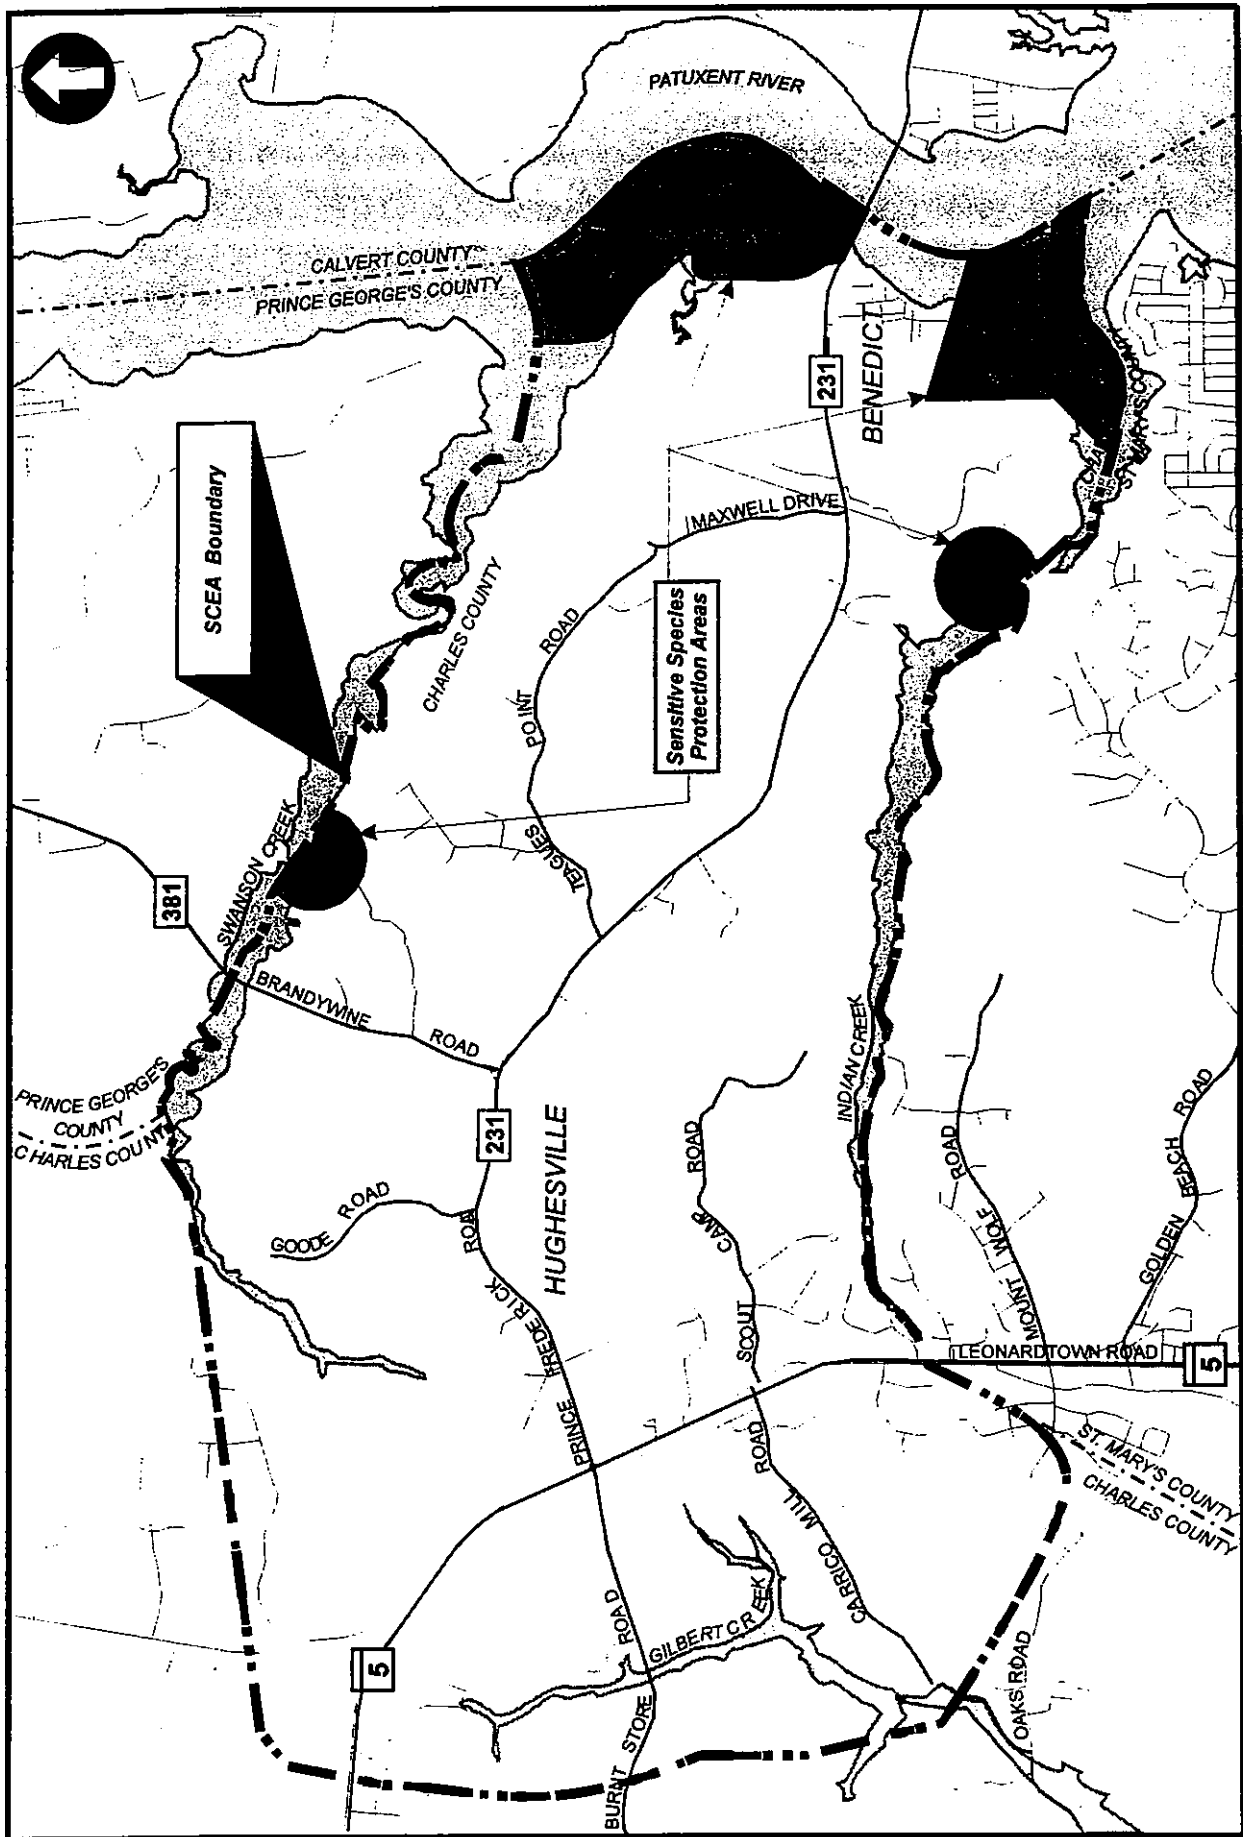 PATUXENT RIVER
CALVERT COUNTY
PRINCE GEORGE'S COUNTY
SCEA Boundary
231
BENEDICT
ST. MARY'S COUNTY
MAXWELL DRIVE
CHARLES COUNTY
TEAGUES
POINT
ROAD
Sensitive Species
Protection Areas
SWANSON CREEK
381
BRANDYWINE
ROAD
PRINCE GEORGE'S
COUNTY
CHARLES COUNTY
231
HUGHESVILLE
GOODE
ROAD
PRINCE
FREDERICK
ROA
CAMP
ROAD
SCOUT
INDIAN CREEK
MOUNT WOLF
ROAD
GOLDEN
BEACH
ROAD
LEONARDTOWN ROAD
5
ST. MARY'S COUNTY
CHARLES COUNTY
CARRICO
MILL
ROAD
GILBERT CREEK
5
BURNT
STORE
ROAD
OAKS ROAD